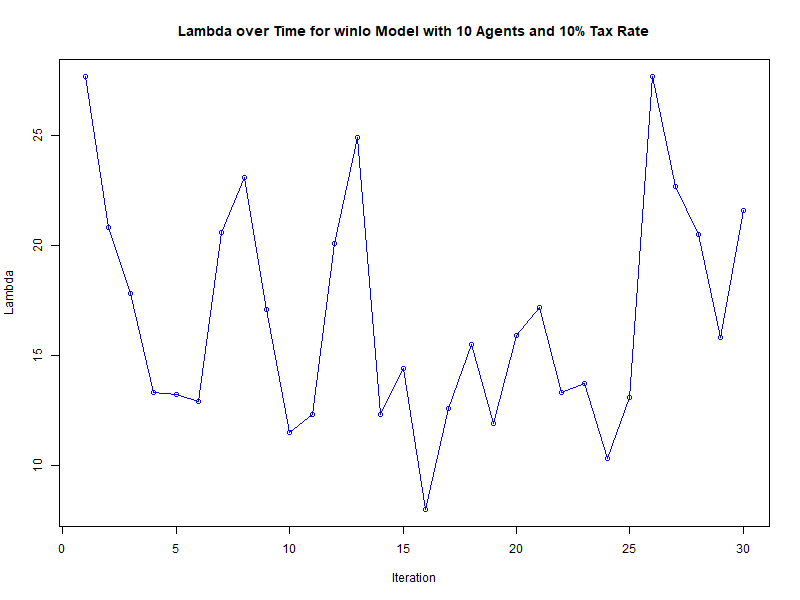 Lambda over Time for winlo Model with 10 Agents and 10% Tax Rate
25
20
15
10
Lambda
0 5 10 15 20 25 30
Iteration